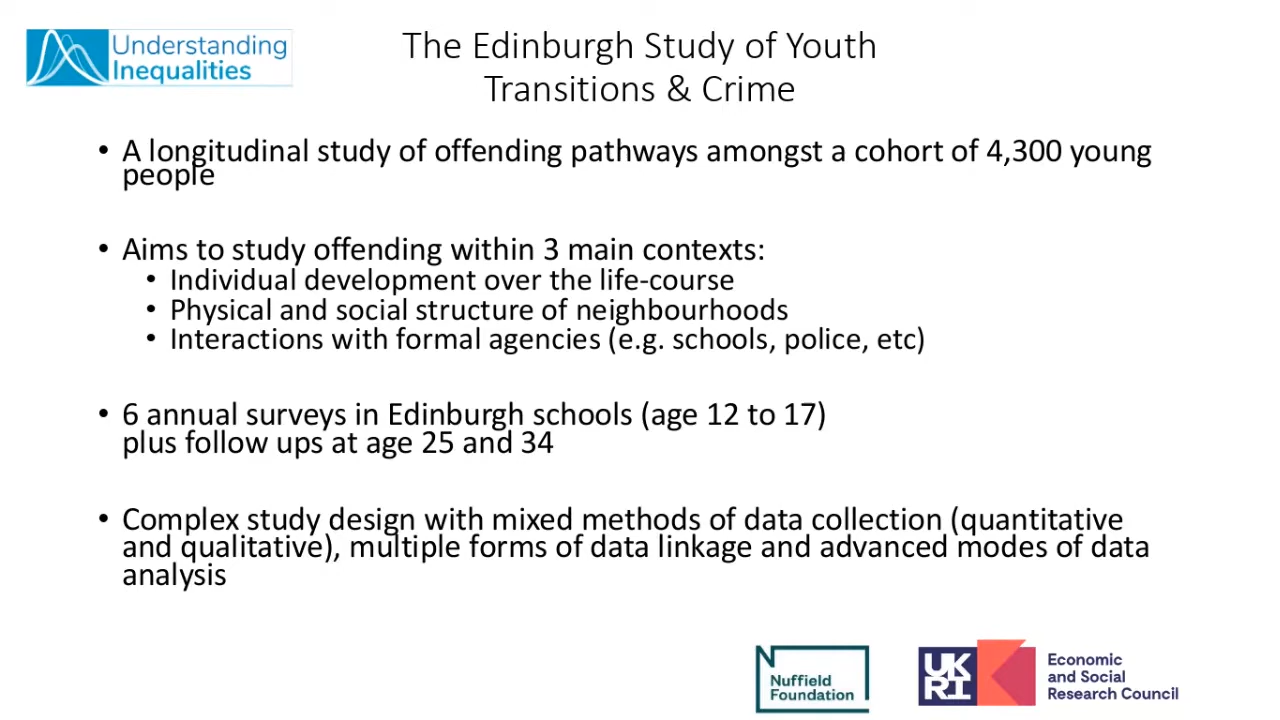 Understanding
Inequalities
The Edinburgh Study of Youth
Transitions & Crime
• A longitudinal study of offending pathways amongst a cohort of 4,300 young
people
• Aims to study offending within 3 main contexts:
• Individual development over the life-course
• Physical and social structure of neighbourhoods
• Interactions with formal agencies (e.g. schools, police, etc)
• 6 annual surveys in Edinburgh schools (age 12 to 17)
plus follow ups at age 25 and 34
• Complex study design with mixed methods of data collection (quantitative
and qualitative), multiple forms of data linkage and advanced modes of data
analysis
Nuffield
Foundation
UK
RI
Economic
and Social
Research Council